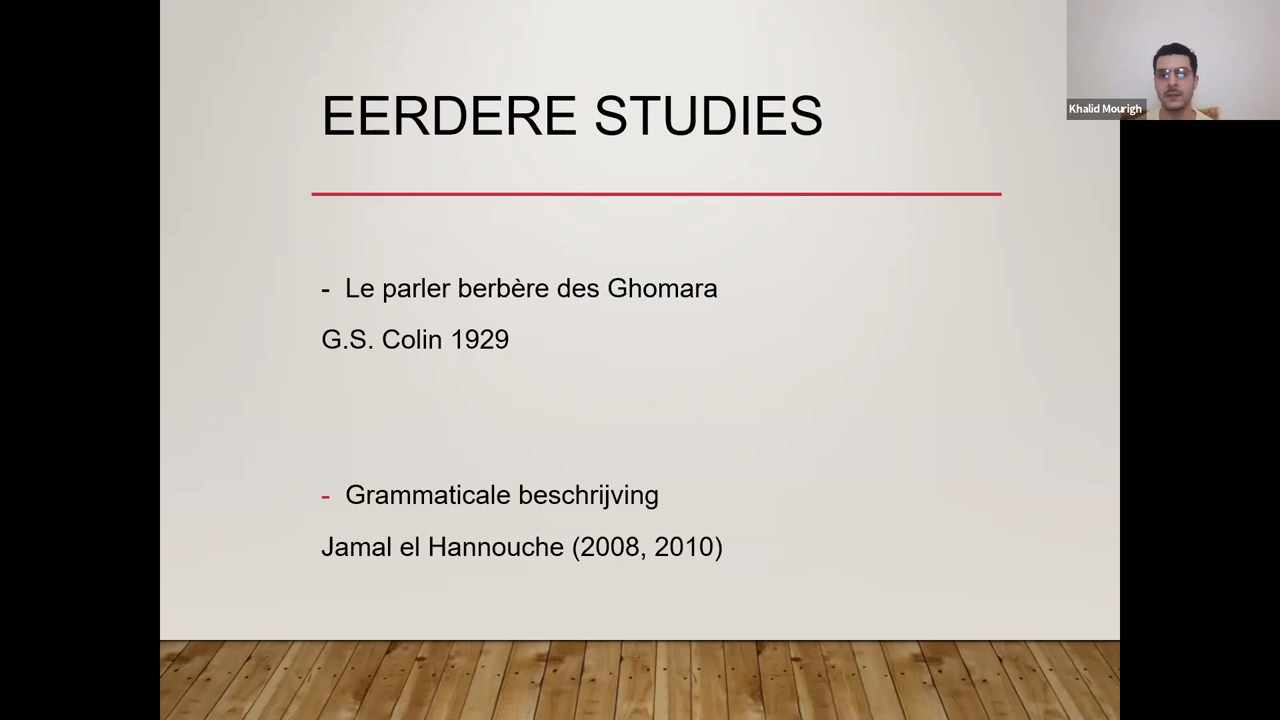 EERDERE STUDIES
Khalid Mourigh
- Le parler berbère des Ghomara
G.S. Colin 1929
- Grammaticale beschrijving
Jamal el Hannouche (2008, 2010)